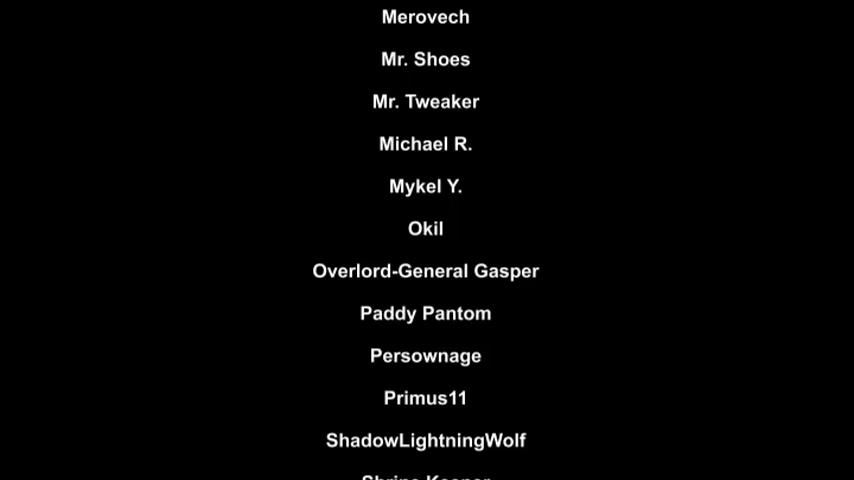 Merovech
Mr. Shoes
Mr. Tweaker
Michael R.
Mykel Y.
Okil
Overlord-General Gasper
Paddy Pantom
Persownage
Primus11
ShadowLightningWolf